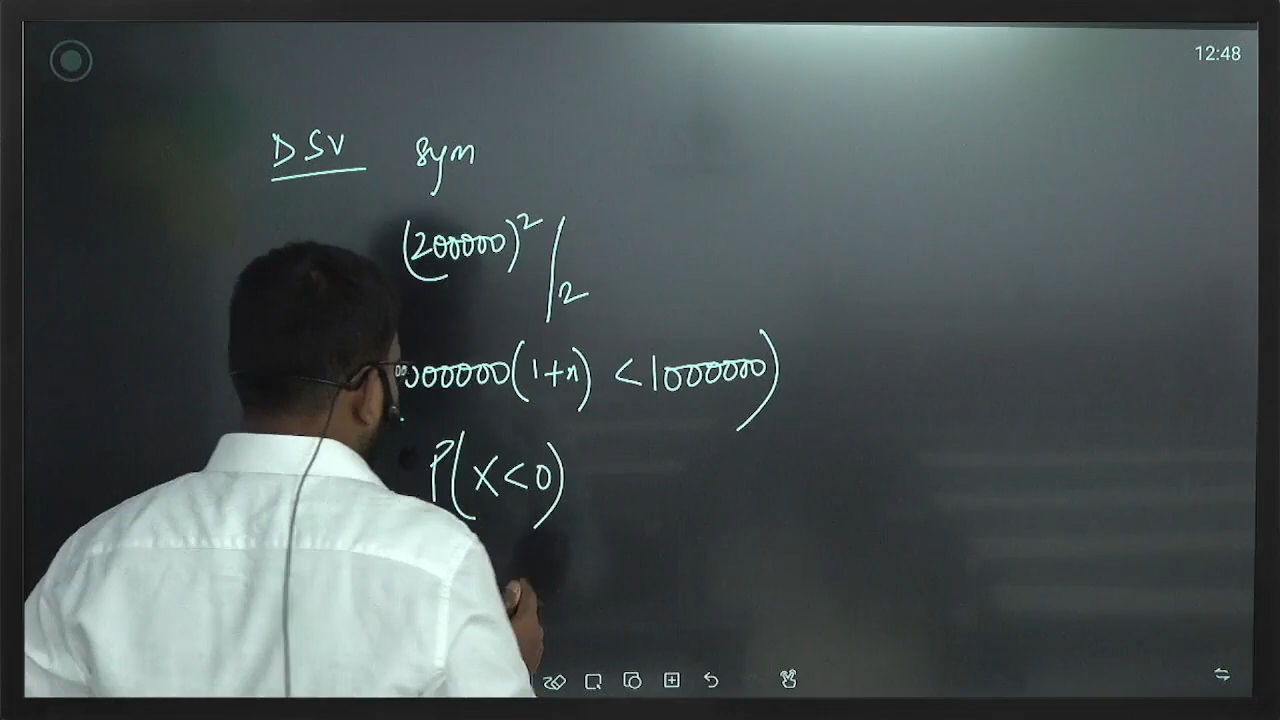 12:48
DSV sym
(200000)² / 2
000000(1+x) < 1000000)
P(X<0)